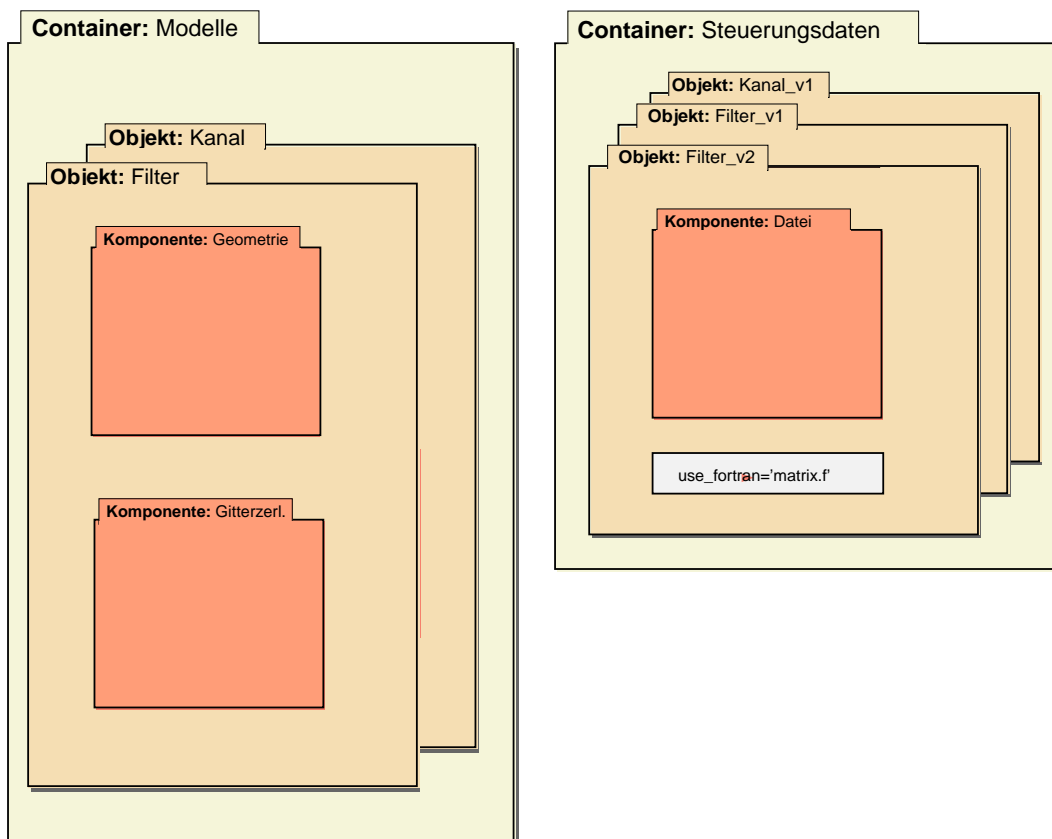 Container: Modelle
Objekt: Kanal
Objekt: Filter
Komponente: Geometrie
Komponente: Gitterzerl.
Container: Steuerungsdaten
Objekt: Kanal_v1
Objekt: Filter_v1
Objekt: Filter_v2
Komponente: Datei
use_fortran=’matrix.f’